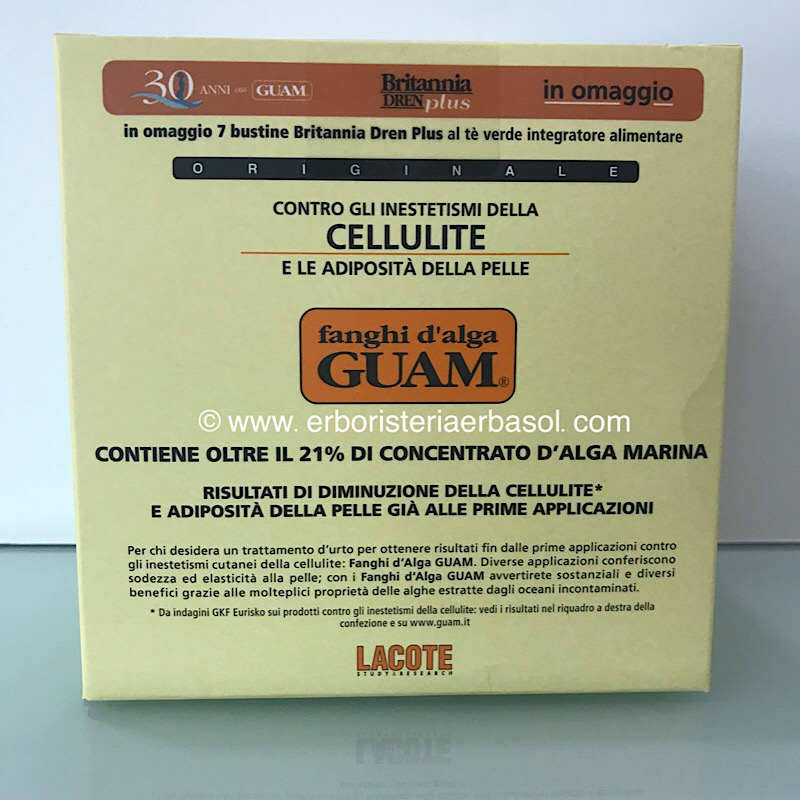 30 ANNI con GUAM Britannia DREN plus in omaggio
in omaggio 7 bustine Britannia Dren Plus al tè verde integratore alimentare
ORIGINALE
CONTRO GLI INESTETISMI DELLA
CELLULITE
E LE ADIPOSITÀ DELLA PELLE
fanghi d'alga
GUAM®
© www. erboristeriaerbasol. com
CONTIENE OLTRE IL 21% DI CONCENTRATO D'ALGA MARINA
RISULTATI DI DIMINUZIONE DELLA CELLULITE*
E ADIPOSITÀ DELLA PELLE GIÀ ALLE PRIME APPLICAZIONI
Per chi desidera un trattamento d'urto per ottenere risultati fin dalle prime applicazioni contro
gli inestetismi cutanei della cellulite: Fanghi d'Alga GUAM. Diverse applicazioni conferiscono
sodezza ed elasticità alla pelle; con i Fanghi d'Alga GUAM avvertirete sostanziali e diversi
benefici grazie alle molteplici proprietà delle alghe estratte dagli oceani incontaminati.
* Da indagini GKF Eurisko sui prodotti contro gli inestetismi della cellulite: vedi i risultati nel riquadro a destra della
confezione e su www.guam.it
LACOTE
STUDY & RESEARCH